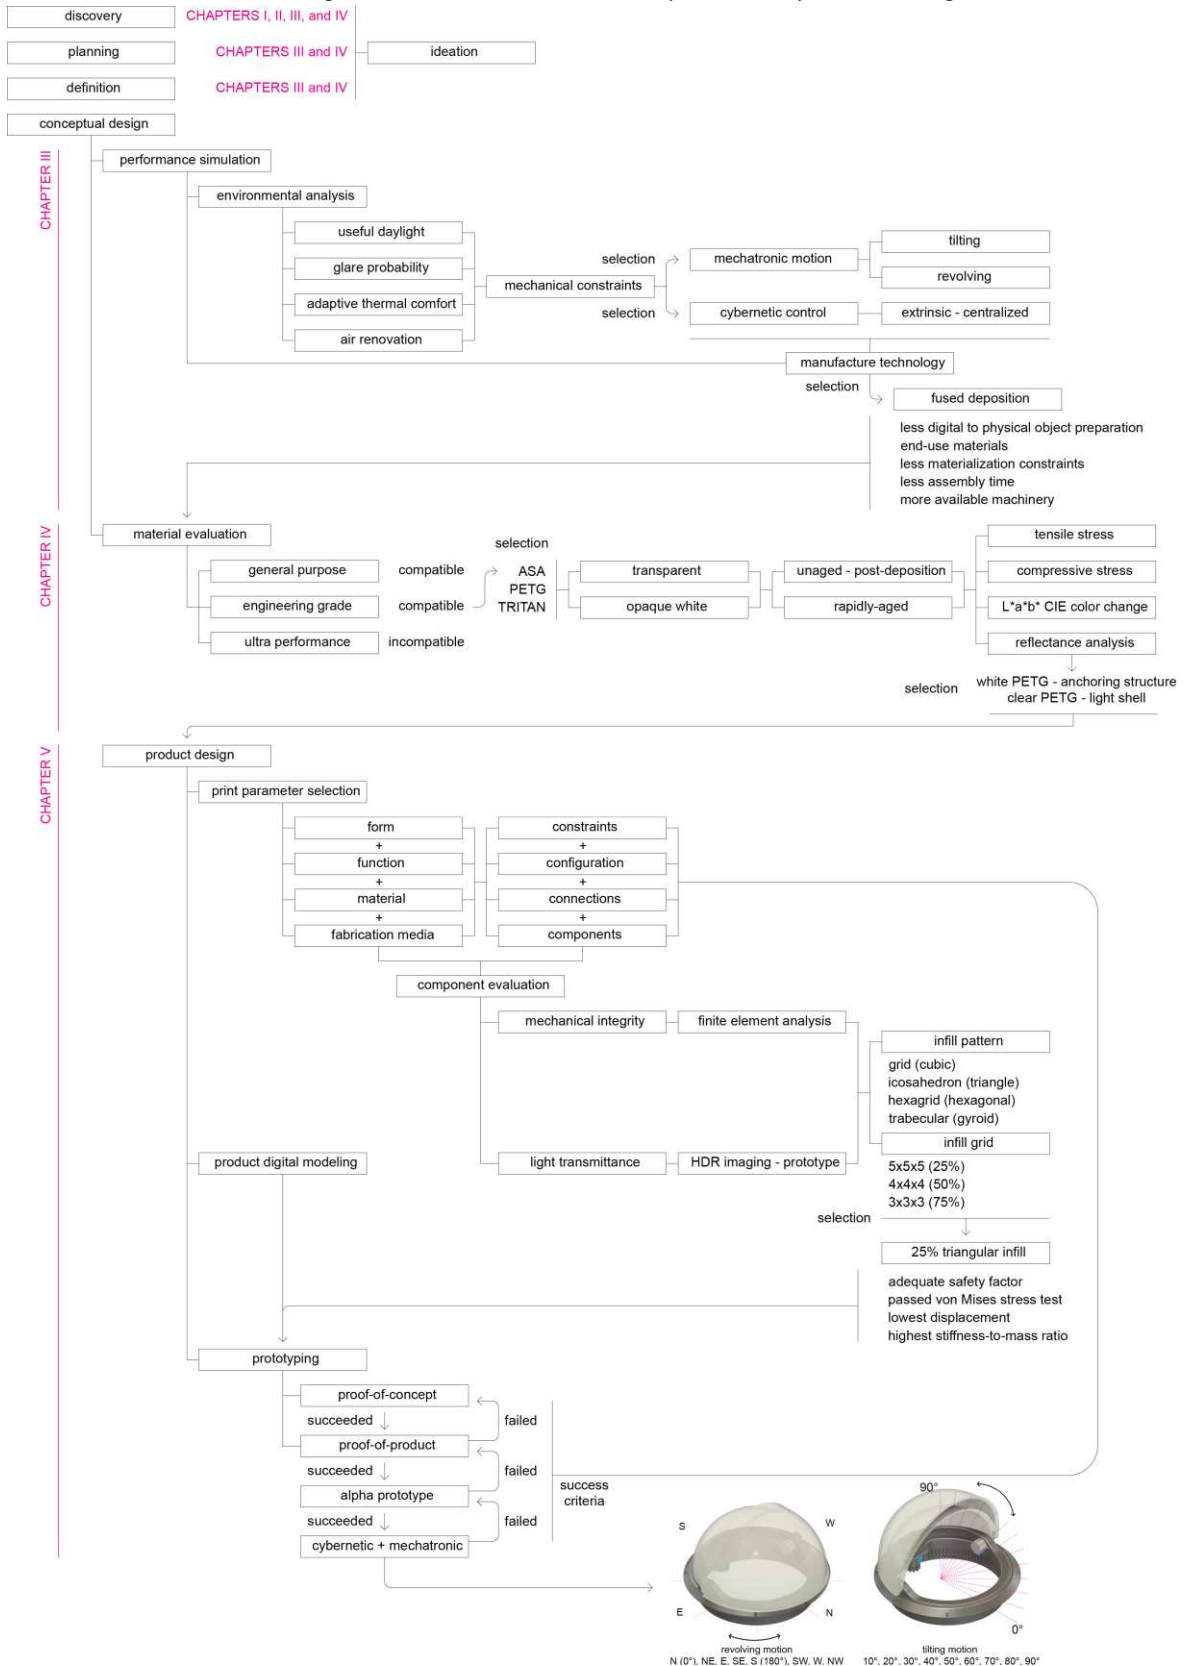 discovery
CHAPTERS I, II, III, and IV
planning
CHAPTERS III and IV
ideation
definition
CHAPTERS III and IV
conceptual design
CHAPTER III
performance simulation
environmental analysis
useful daylight
glare probability
adaptive thermal comfort
air renovation
mechanical constraints
selection
mechatronic motion
tilting
revolving
selection
cybernetic control
extrinsic - centralized
manufacture technology
selection
fused deposition
less digital to physical object preparation
end-use materials
less materialization constraints
less assembly time
more available machinery
CHAPTER IV
material evaluation
general purpose
compatible
engineering grade
compatible
ultra performance
incompatible
selection
ASA
PETG
TRITAN
transparent
opaque white
unaged - post-deposition
rapidly-aged
tensile stress
compressive stress
L*a*b* CIE color change
reflectance analysis
selection
white PETG - anchoring structure
clear PETG - light shell
CHAPTER V
product design
print parameter selection
form
+
function
+
material
+
fabrication media
constraints
+
configuration
+
connections
+
components
component evaluation
mechanical integrity
finite element analysis
light transmittance
HDR imaging - prototype
infill pattern
grid (cubic)
icosahedron (triangle)
hexagrid (hexagonal)
trabecular (gyroid)
infill grid
5x5x5 (25%)
4x4x4 (50%)
3x3x3 (75%)
selection
25% triangular infill
adequate safety factor
passed von Mises stress test
lowest displacement
highest stiffness-to-mass ratio
product digital modeling
prototyping
proof-of-concept
succeeded
failed
proof-of-product
succeeded
failed
alpha prototype
succeeded
failed
cybernetic + mechatronic
success
criteria
S
W
E
N
revolving motion
N (0°), NE, E, SE, S (180°), SW, W, NW
90°
0°
tilting motion
10°, 20°, 30°, 40°, 50°, 60°, 70°, 80°, 90°